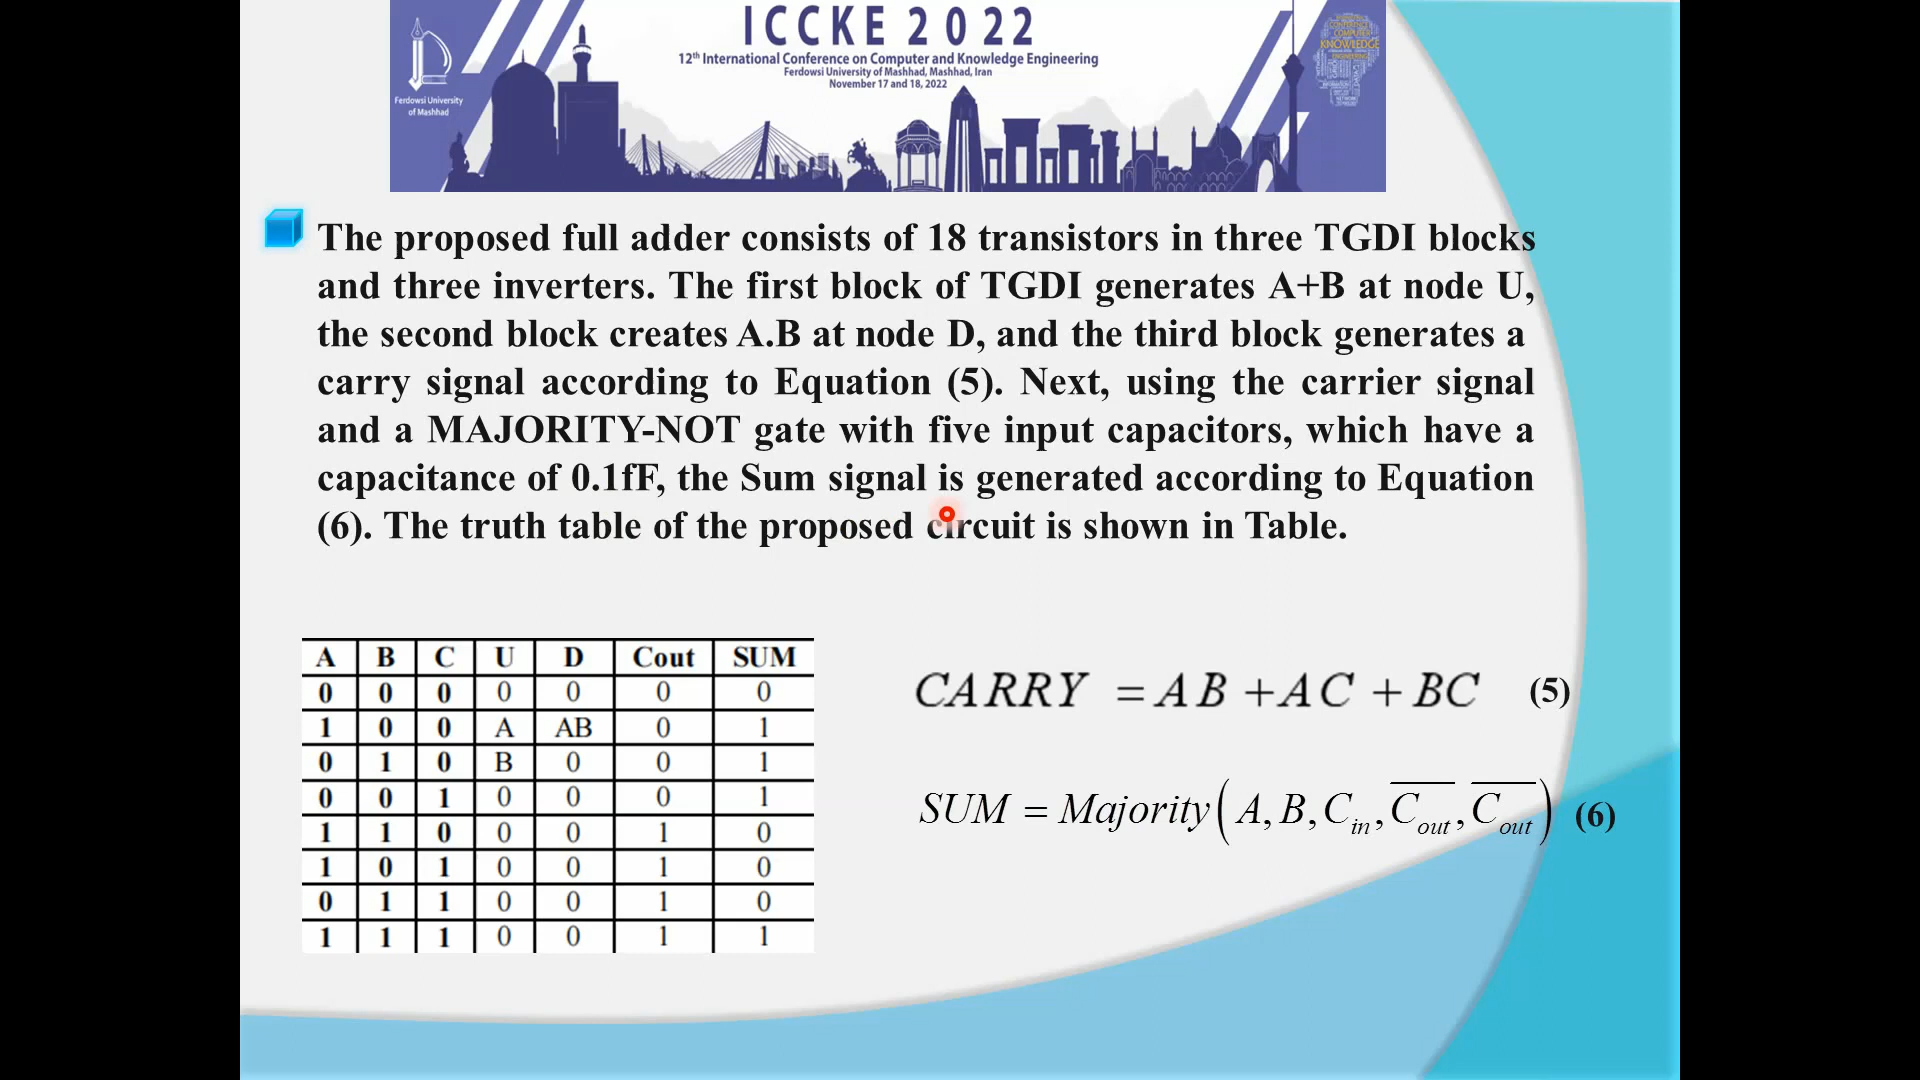 ICCKE 2022
12th International Conference on Computer and Knowledge Engineering
Ferdowsi University of Mashhad, Mashhad, Iran
November 17 and 18, 2022
Ferdowsi University
of Mashhad
KNOWLEDGE
The proposed full adder consists of 18 transistors in three TGDI blocks
and three inverters. The first block of TGDI generates A+B at node U,
the second block creates A.B at node D, and the third block generates a
carry signal according to Equation (5). Next, using the carrier signal
and a MAJORITY-NOT gate with five input capacitors, which have a
capacitance of 0.1fF, the Sum signal is generated according to Equation
(6). The truth table of the proposed circuit is shown in Table.
A B C U D Cout SUM
0 0 0 0 0 0 0
1 0 0 A AB 0 1
0 1 0 B 0 0 1
0 0 1 0 0 0 1
1 1 0 0 0 1 0
1 0 1 0 0 1 0
0 1 1 0 0 1 0
1 1 1 0 0 1 1
CARRY = AB + AC + BC (5)
SUM = Majority(A, B, C_in, C̅_out, C̅_out) (6)